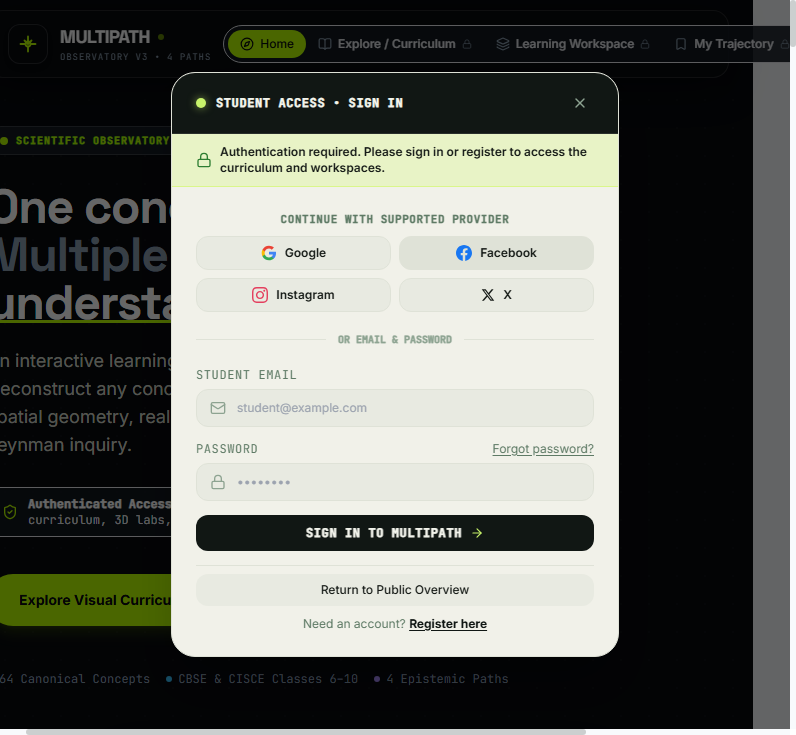 MULTIPATH
OBSERVATORY V3 • 4 PATHS
Home
Explore / Curriculum
Learning Workspace
My Trajectory
STUDENT ACCESS • SIGN IN
Authentication required. Please sign in or register to access the
curriculum and workspaces.
SCIENTIFIC OBSERVATORY
One con
Multiple
understa
n interactive learning
econstruct any conc
patial geometry, real
eynman inquiry.
Authenticated Access
curriculum, 3D labs,
Explore Visual Curricu
64 Canonical Concepts
CBSE & CISCE Classes 6–10
4 Epistemic Paths
CONTINUE WITH SUPPORTED PROVIDER
Google
Facebook
Instagram
X
OR EMAIL & PASSWORD
STUDENT EMAIL
student@example.com
PASSWORD
Forgot password?
••••••••
SIGN IN TO MULTIPATH →
Return to Public Overview
Need an account? Register here